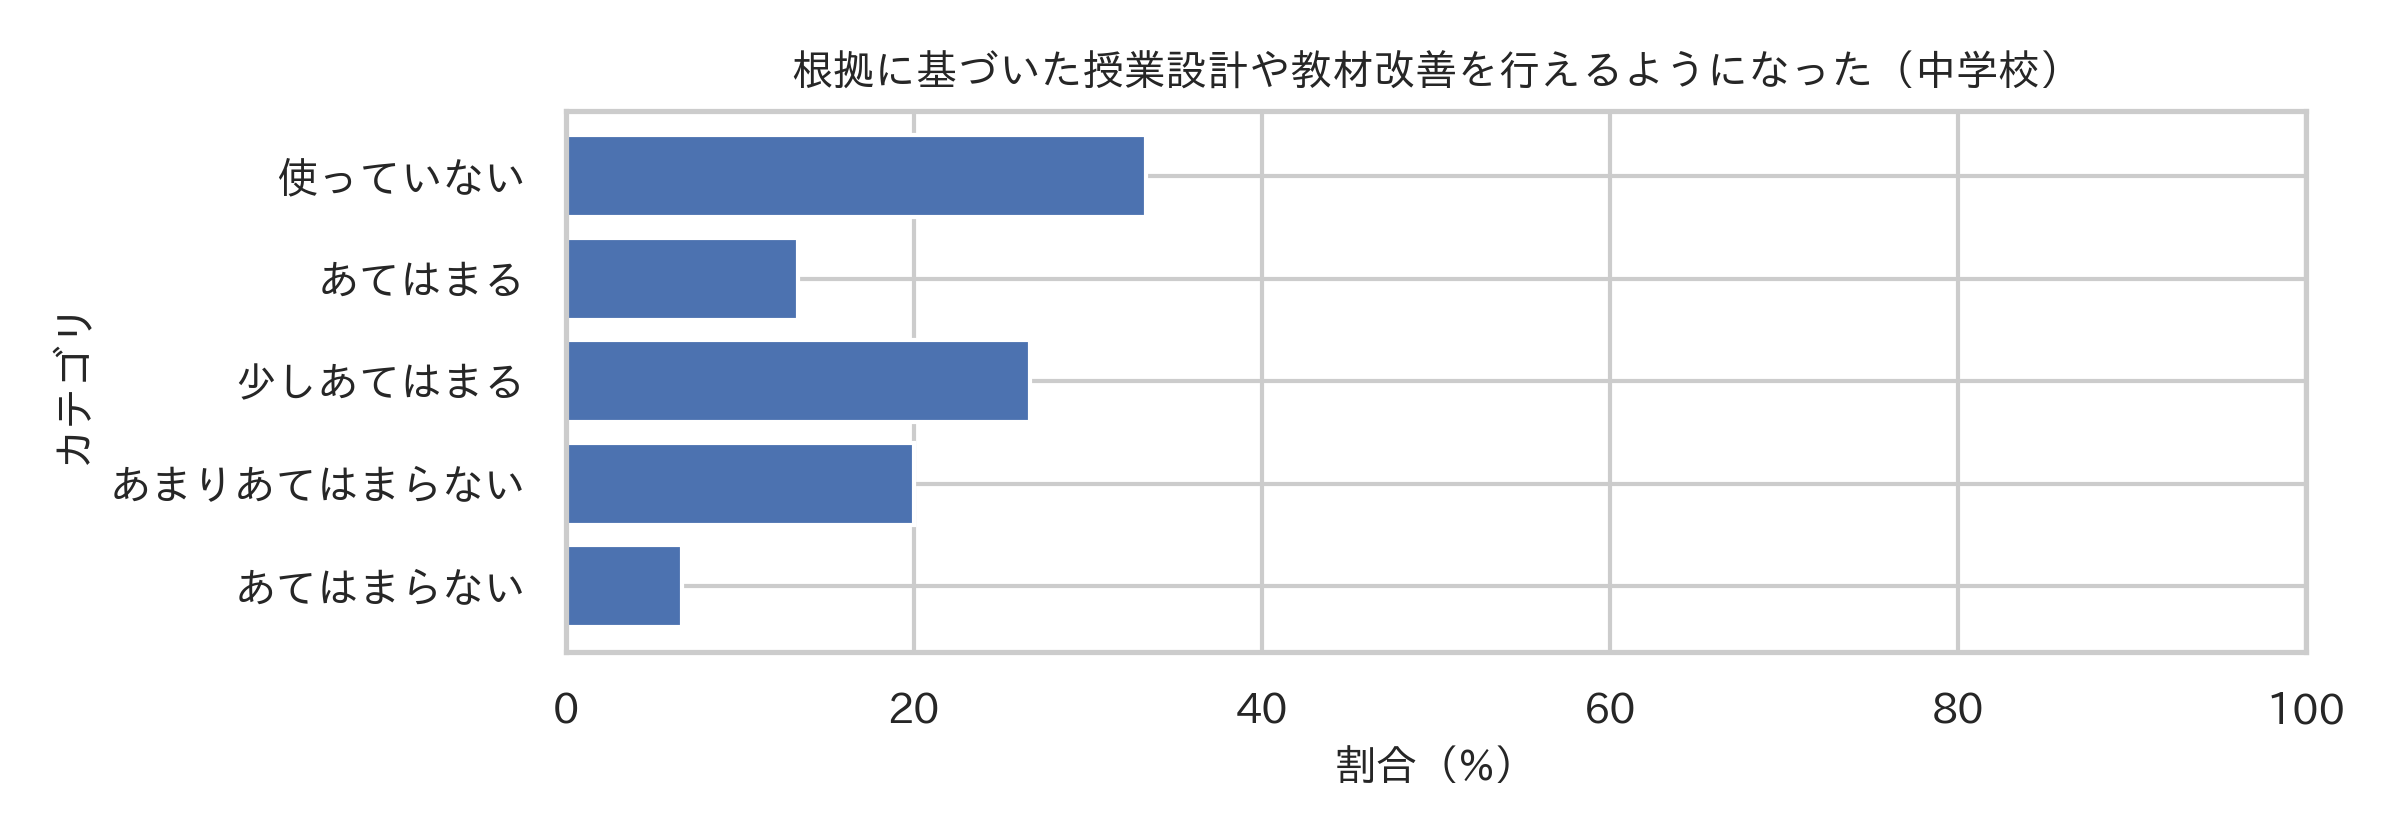 根拠に基づいた授業設計や教材改善を行えるようになった（中学校）
カテゴリ
使っていない
あてはまる
少しあてはまる
あまりあてはまらない
あてはまらない
0 20 40 60 80 100
割合（%）